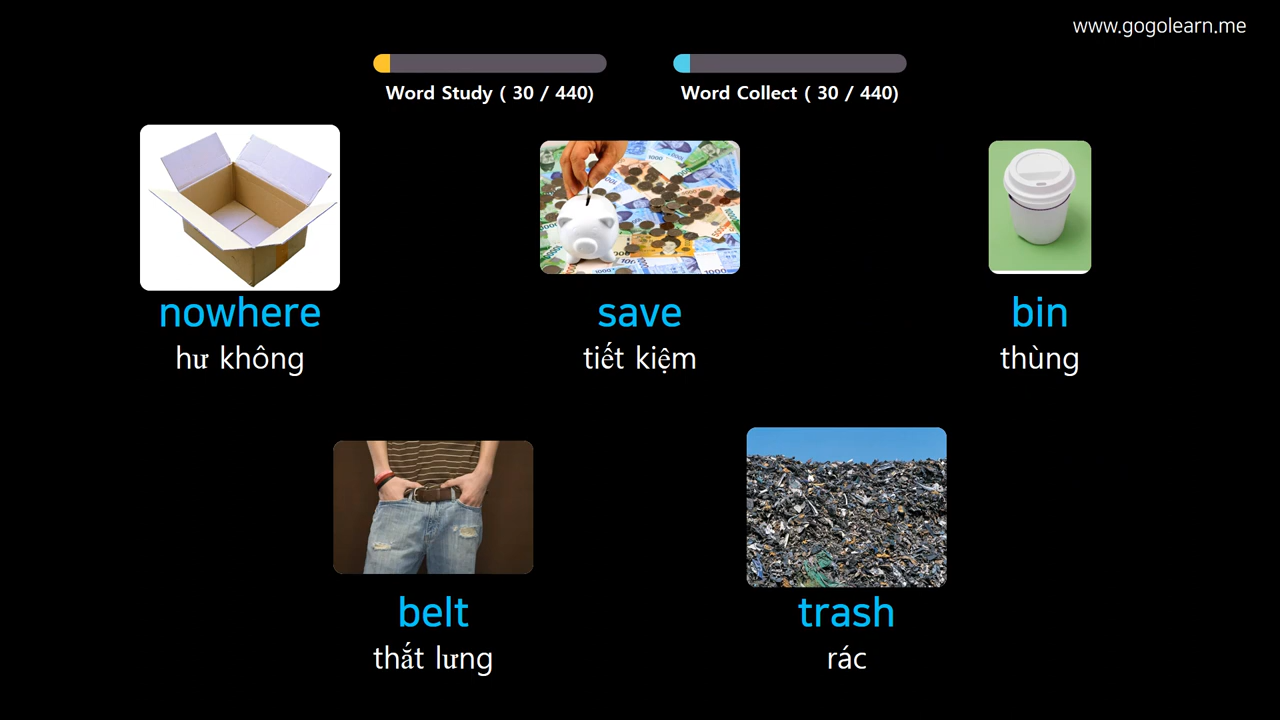 www.gogolearn.me
Word Study ( 30 / 440)
Word Collect ( 30 / 440)
nowhere
hư không
save
tiết kiệm
bin
thùng
belt
thắt lưng
trash
rác